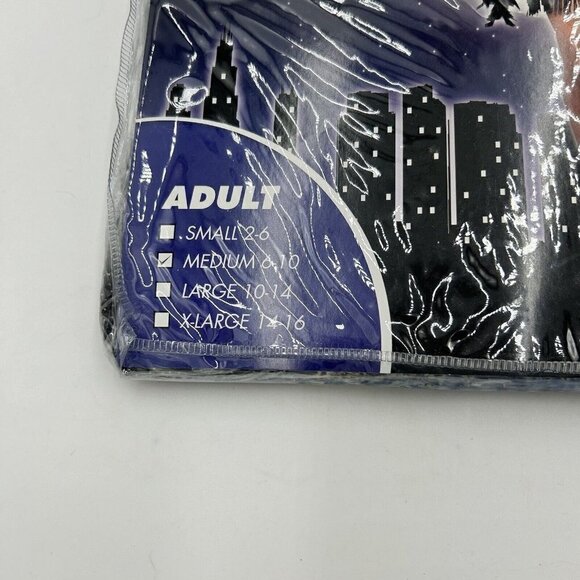 ADULT
SMALL 2-6
MEDIUM 6-10
LARGE 10-14
X-LARGE 14-16